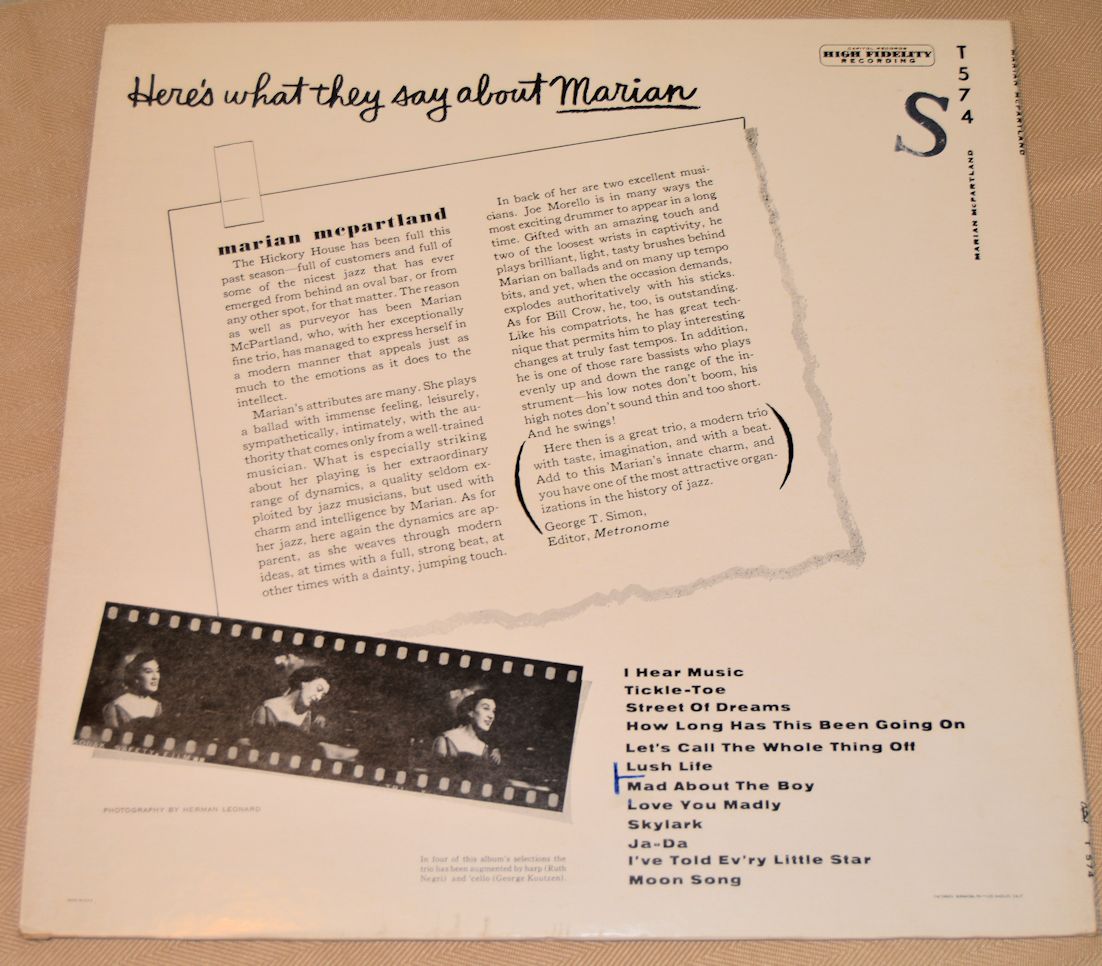 Here's what they say about Marian
CAPITOL RECORDS
HIGH FIDELITY
RECORDING
T
5
7
4
S
MARIAN McPARTLAND
MARIAN McPARTLAND
marian mcpartland
The Hickory House has been full this
past season—full of customers and full of
some of the nicest jazz that has ever
emerged from behind an oval bar, or from
any other spot, for that matter. The reason
as well as purveyor has been Marian
McPartland, who, with her exceptionally
fine trio, has managed to express herself in
a modern manner that appeals just as
much to the emotions as it does to the
intellect.
Marian's attributes are many. She plays
a ballad with immense feeling, leisurely,
sympathetically, intimately, with the au-
thority that comes only from a well-trained
musician. What is especially striking
about her playing is her extraordinary
range of dynamics, a quality seldom ex-
ploited by jazz musicians, but used with
charm and intelligence by Marian. As for
her jazz, here again the dynamics are ap-
parent, as she weaves through modern
ideas, at times with a full, strong beat, at
other times with a dainty, jumping touch.
In back of her are two excellent musi-
cians. Joe Morello is in many ways the
most exciting drummer to appear in a long
time. Gifted with an amazing touch and
two of the loosest wrists in captivity, he
plays brilliant, light, tasty brushes behind
Marian on ballads and on many up tempo
bits, and yet, when the occasion demands,
explodes authoritatively with his sticks.
As for Bill Crow, he, too, is outstanding.
Like his compatriots, he has great tech-
nique that permits him to play interesting
changes at truly fast tempos. In addition,
he is one of those rare bassists who plays
evenly up and down the range of the in-
strument—his low notes don't boom, his
high notes don't sound thin and too short.
And he swings!
Here then is a great trio, a modern trio
with taste, imagination, and with a beat.
Add to this Marian's innate charm, and
you have one of the most attractive organ-
izations in the history of jazz.
George T. Simon,
Editor, Metronome
KODAK
PHOTOGRAPHY BY HERMAN LEONARD
In four of this album's selections the
trio has been augmented by harp (Ruth
Negri) and 'cello (George Koutzen).
I Hear Music
Tickle-Toe
Street Of Dreams
How Long Has This Been Going On
Let's Call The Whole Thing Off
Lush Life
Mad About The Boy
Love You Madly
Skylark
Ja-Da
I've Told Ev'ry Little Star
Moon Song
T 574